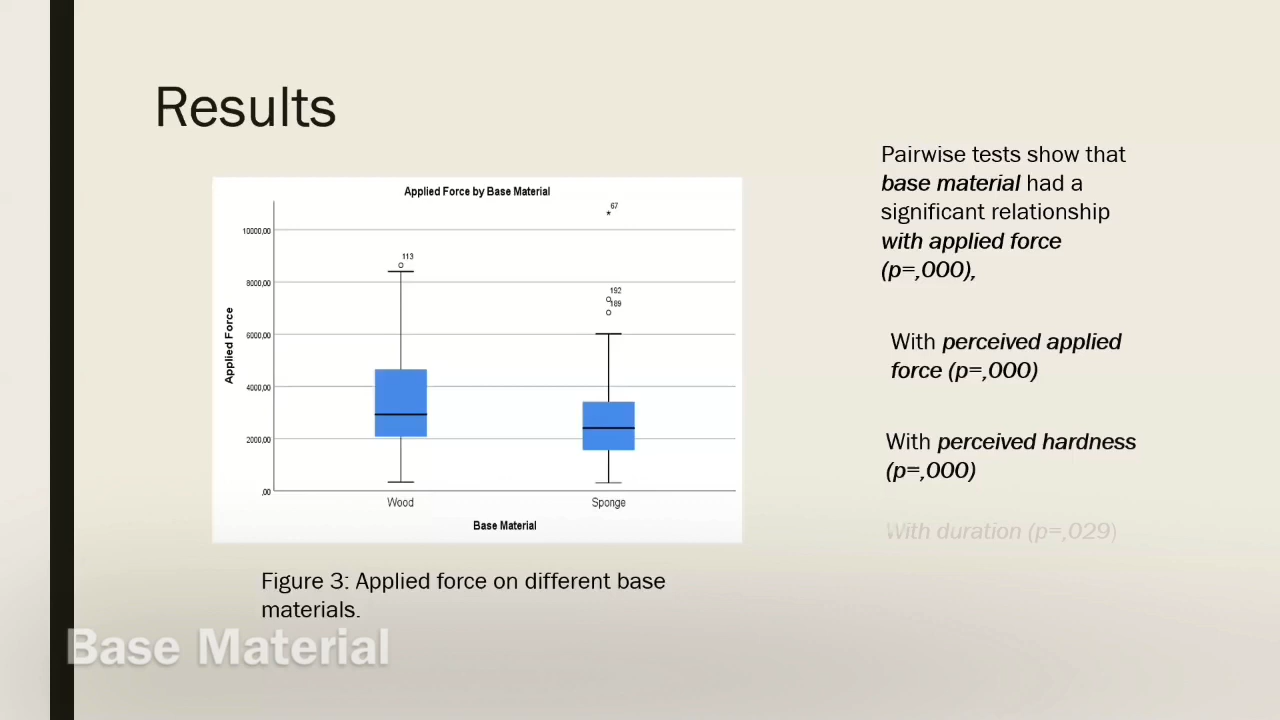 Results
Applied Force by Base Material
67
10000,00
113
8000,00
192
189
6000,00
Applied Force
4000,00
2000,00
,00
Wood
Sponge
Base Material
Figure 3: Applied force on different base
materials.
Base Material
Pairwise tests show that
base material had a
significant relationship
with applied force
(p=,000),
With perceived applied
force (p=,000)
With perceived hardness
(p=,000)
With duration (p=,029)